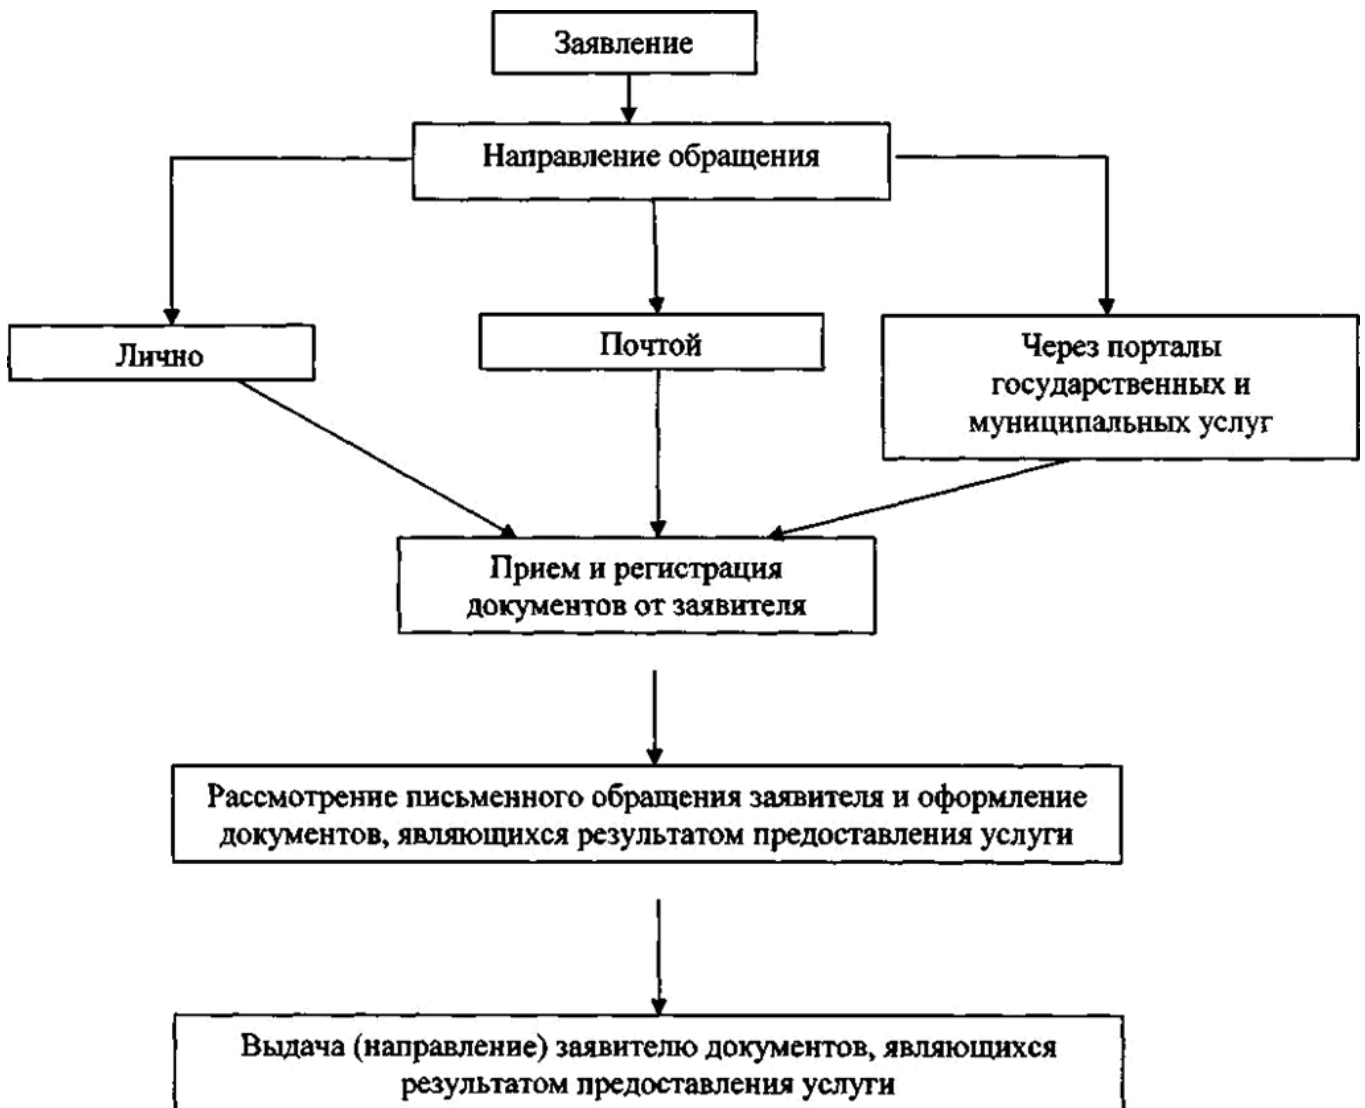 Заявление
Направление обращения
Лично
Почтой
Через порталы
государственных и
муниципальных услуг
Прием и регистрация
документов от заявителя
Рассмотрение письменного обращения заявителя и оформление
документов, являющихся результатом предоставления услуги
Выдача (направление) заявителю документов, являющихся
результатом предоставления услуги